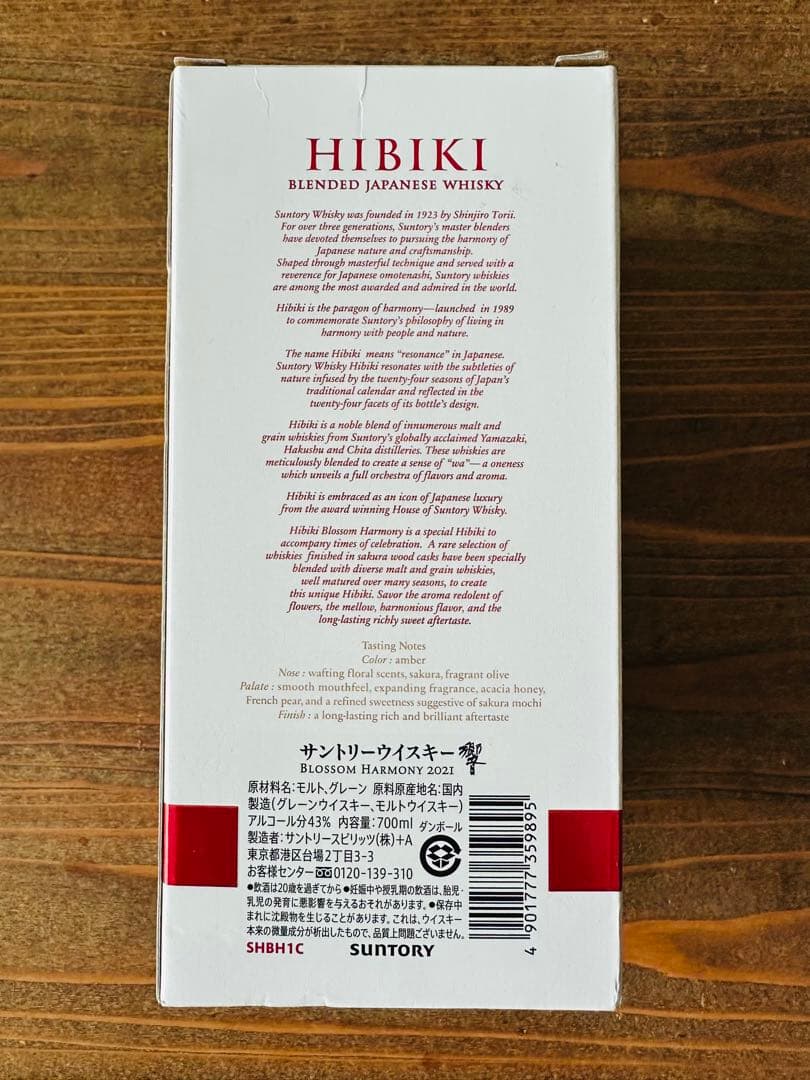 HIBIKI
BLENDED JAPANESE WHISKY
Suntory Whisky was founded in 1923 by Shinjiro Torii.
For over three generations, Suntory's master blenders
have devoted themselves to pursuing the harmony of
Japanese nature and craftsmanship.
Shaped through masterful technique and served with a
reverence for Japanese omotenashi, Suntory whiskies
are among the most awarded and admired in the world.
Hibiki is the paragon of harmony—launched in 1989
to commemorate Suntory's philosophy of living in
harmony with people and nature.
The name Hibiki means “resonance” in Japanese.
Suntory Whisky Hibiki resonates with the subtleties of
nature infused by the twenty-four seasons of Japan's
traditional calendar and reflected in the
twenty-four facets of its bottle's design.
Hibiki is a noble blend of innumerous malt and
grain whiskies from Suntory's globally acclaimed Yamazaki,
Hakushu and Chita distilleries. These whiskies are
meticulously blended to create a sense of “wa”— a oneness
which unveils a full orchestra of flavors and aroma.
Hibiki is embraced as an icon of Japanese luxury
from the award winning House of Suntory Whisky.
Hibiki Blossom Harmony is a special Hibiki to
accompany times of celebration. A rare selection of
whiskies finished in sakura wood casks have been specially
blended with diverse malt and grain whiskies,
well matured over many seasons, to create
this unique Hibiki. Savor the aroma redolent of
flowers, the mellow, harmonious flavor, and the
long-lasting richly sweet aftertaste.
Tasting Notes
Color : amber
Nose : wafting floral scents, sakura, fragrant olive
Palate : smooth mouthfeel, expanding fragrance, acacia honey,
French pear, and a refined sweetness suggestive of sakura mochi
Finish : a long-lasting rich and brilliant aftertaste
サントリーウイスキー 響
BLOSSOM HARMONY 2021
原材料名:モルト、グレーン 原料原産地名:国内
製造(グレーンウイスキー、モルトウイスキー)
アルコール分43% 内容量:700ml ダンボール
製造者:サントリースピリッツ(株)+A
東京都港区台場2丁目3-3
お客様センター 0120-139-310
●飲酒は20歳を過ぎてから ●妊娠中や授乳期の飲酒は、胎児・
乳児の発育に悪影響を与えるおそれがあります。 ●保存中
まれに沈殿物を生じることがあります。これは、ウイスキー
本来の微量成分が析出したもので、品質上問題ございません。
SHBH1C SUNTORY
4 901777 359895